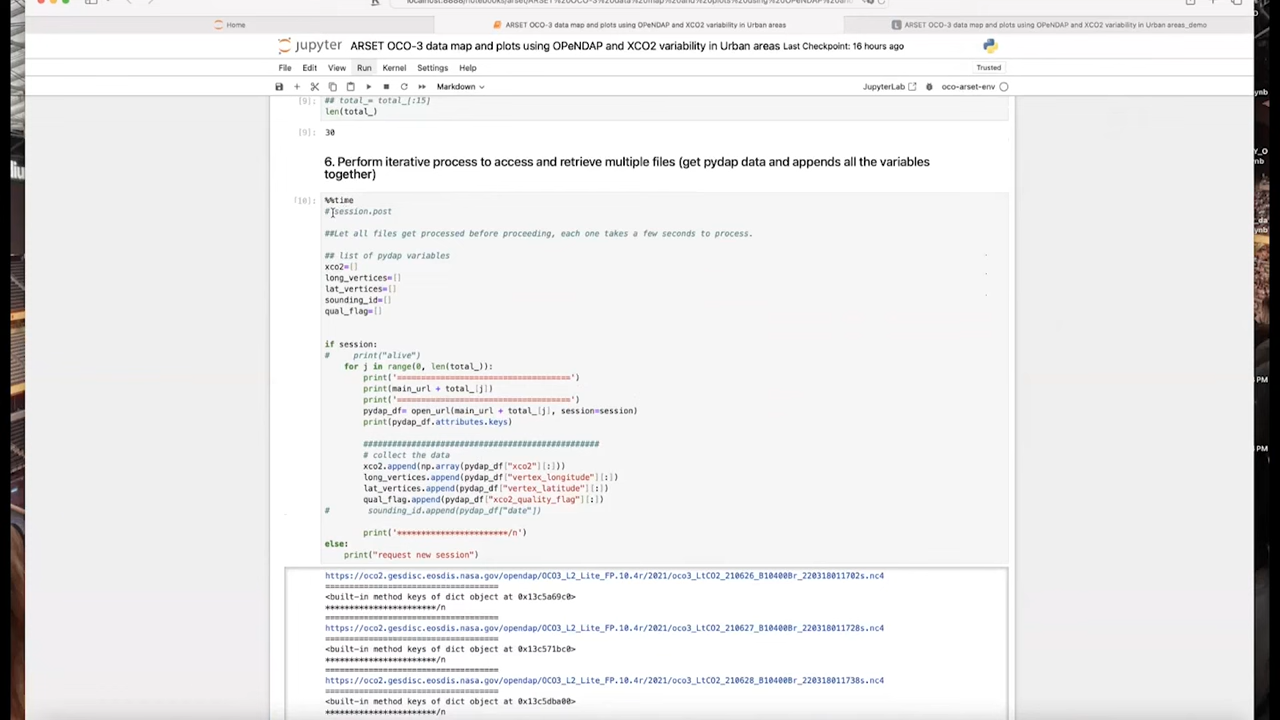 Home
ARSET OCO-3 data map and plots using OPeNDAP and XCO2 variability in Urban areas
ARSET OCO-3 data map and plots using OPeNDAP and XCO2 variability in Urban areas_demo
jupyter ARSET OCO-3 data map and plots using OPeNDAP and XCO2 variability in Urban areas Last Checkpoint: 16 hours ago
File Edit View Run Kernel Settings Help
Trusted
Markdown
JupyterLab
oco-arset-env
[9]: ## total_= total_[:15]
len(total_)
[9]: 30
6. Perform iterative process to access and retrieve multiple files (get pydap data and appends all the variables
together)
[10]: %%time
# session.post
##Let all files get processed before proceeding, each one takes a few seconds to process.
## list of pydap variables
xco2=[]
long_vertices=[]
lat_vertices=[]
sounding_id=[]
qual_flag=[]
if session:
# print("alive")
for j in range(0, len(total_)):
print('====================================')
print(main_url + total_[j])
print('====================================')
pydap_df= open_url(main_url + total_[j], session=session)
print(pydap_df.attributes.keys)
#################################################
# collect the data
xco2.append(np.array(pydap_df["xco2"][:]))
long_vertices.append(pydap_df["vertex_longitude"][:])
lat_vertices.append(pydap_df["vertex_latitude"][:])
qual_flag.append(pydap_df["xco2_quality_flag"][:])
# sounding_id.append(pydap_df["date"])
print('***********************/n')
else:
print("request new session")
https://oco2.gesdisc.eosdis.nasa.gov/opendap/OCO3_L2_Lite_FP.10.4r/2021/oco3_LtCO2_210626_B10400Br_220318011702s.nc4
====================================
<built-in method keys of dict object at 0x13c5a69c0>
***********************/n
====================================
https://oco2.gesdisc.eosdis.nasa.gov/opendap/OCO3_L2_Lite_FP.10.4r/2021/oco3_LtCO2_210627_B10400Br_220318011728s.nc4
====================================
<built-in method keys of dict object at 0x13c571bc0>
***********************/n
====================================
https://oco2.gesdisc.eosdis.nasa.gov/opendap/OCO3_L2_Lite_FP.10.4r/2021/oco3_LtCO2_210628_B10400Br_220318011738s.nc4
====================================
<built-in method keys of dict object at 0x13c5dba00>
***********************/n